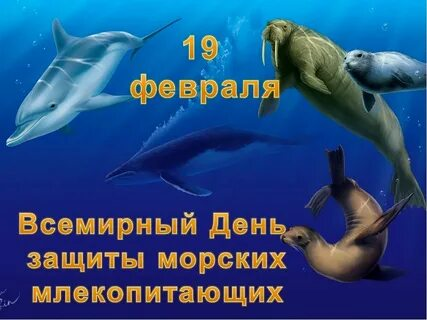 19
февраля
Всемирный День
защиты морских
млекопитающих